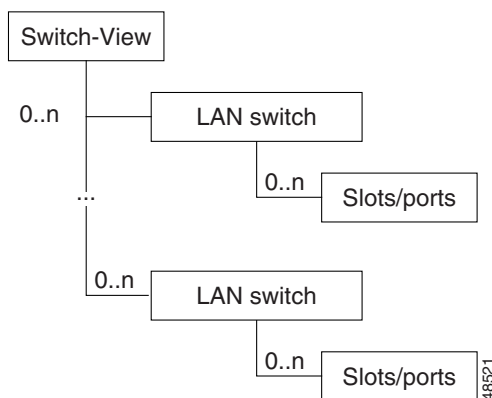 Switch-View
0..n
LAN switch
0..n
Slots/ports
...
0..n
LAN switch
0..n
Slots/ports
48521